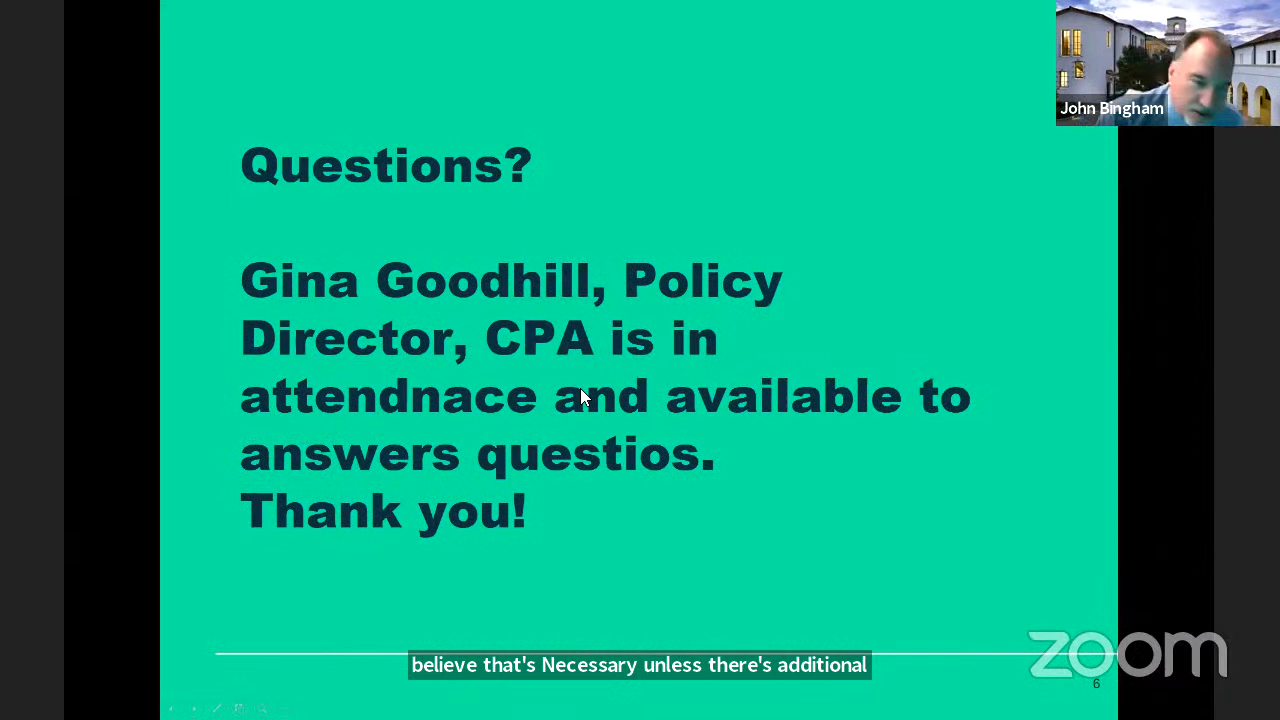 John Bingham
Questions?
Gina Goodhill, Policy
Director, CPA is in
attendnace and available to
answers questios.
Thank you!
believe that's Necessary unless there's additional
zoom
6